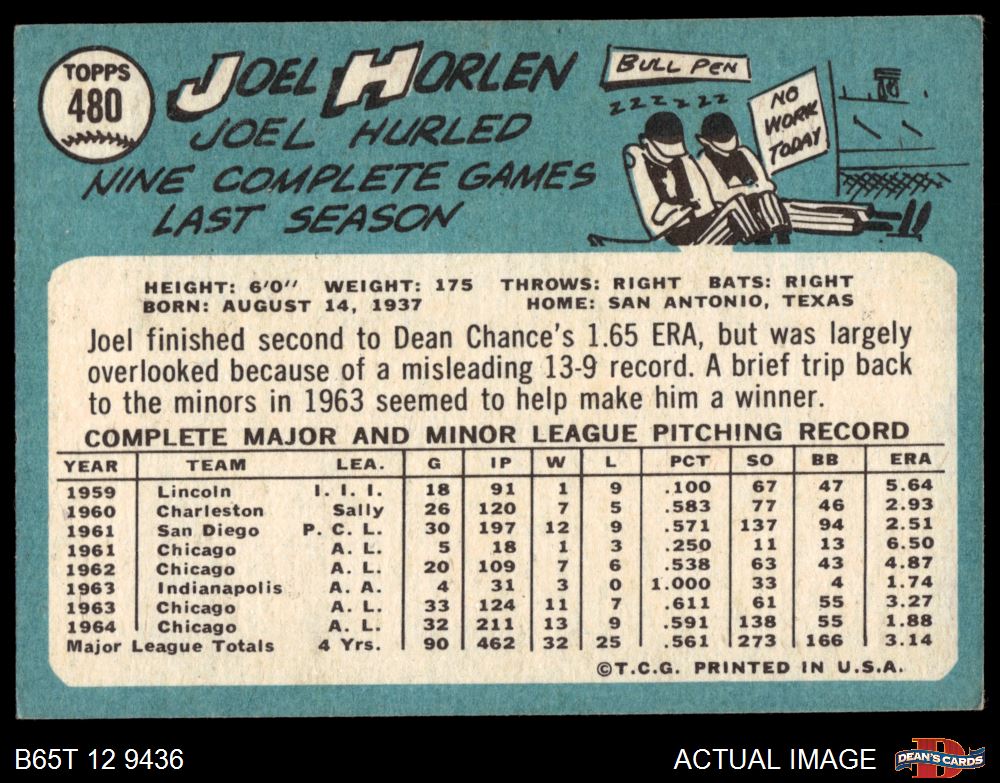 TOPPS
480
JOEL HORLEN
JOEL HURLED
NINE COMPLETE GAMES
LAST SEASON
BULL PEN
ZZZZZZ
NO
WORK
TODAY
HEIGHT: 6'0" WEIGHT: 175 THROWS: RIGHT BATS: RIGHT
BORN: AUGUST 14, 1937 HOME: SAN ANTONIO, TEXAS
Joel finished second to Dean Chance's 1.65 ERA, but was largely
overlooked because of a misleading 13-9 record. A brief trip back
to the minors in 1963 seemed to help make him a winner.
COMPLETE MAJOR AND MINOR LEAGUE PITCHING RECORD
YEAR TEAM LEA. G IP W L PCT SO BB ERA
1959 Lincoln I. I. I. 18 91 1 9 .100 67 47 5.64
1960 Charleston Sally 26 120 7 5 .583 77 46 2.93
1961 San Diego P. C. L. 30 197 12 9 .571 137 94 2.51
1961 Chicago A. L. 5 18 1 3 .250 11 13 6.50
1962 Chicago A. L. 20 109 7 6 .538 63 43 4.87
1963 Indianapolis A. A. 4 31 3 0 1.000 33 4 1.74
1963 Chicago A. L. 33 124 11 7 .611 61 55 3.27
1964 Chicago A. L. 32 211 13 9 .591 138 55 1.88
Major League Totals 4 Yrs. 90 462 32 25 .561 273 166 3.14
©T.C.G. PRINTED IN U.S.A.
B65T 12 9436 ACTUAL IMAGE D DEAN'S CARDS